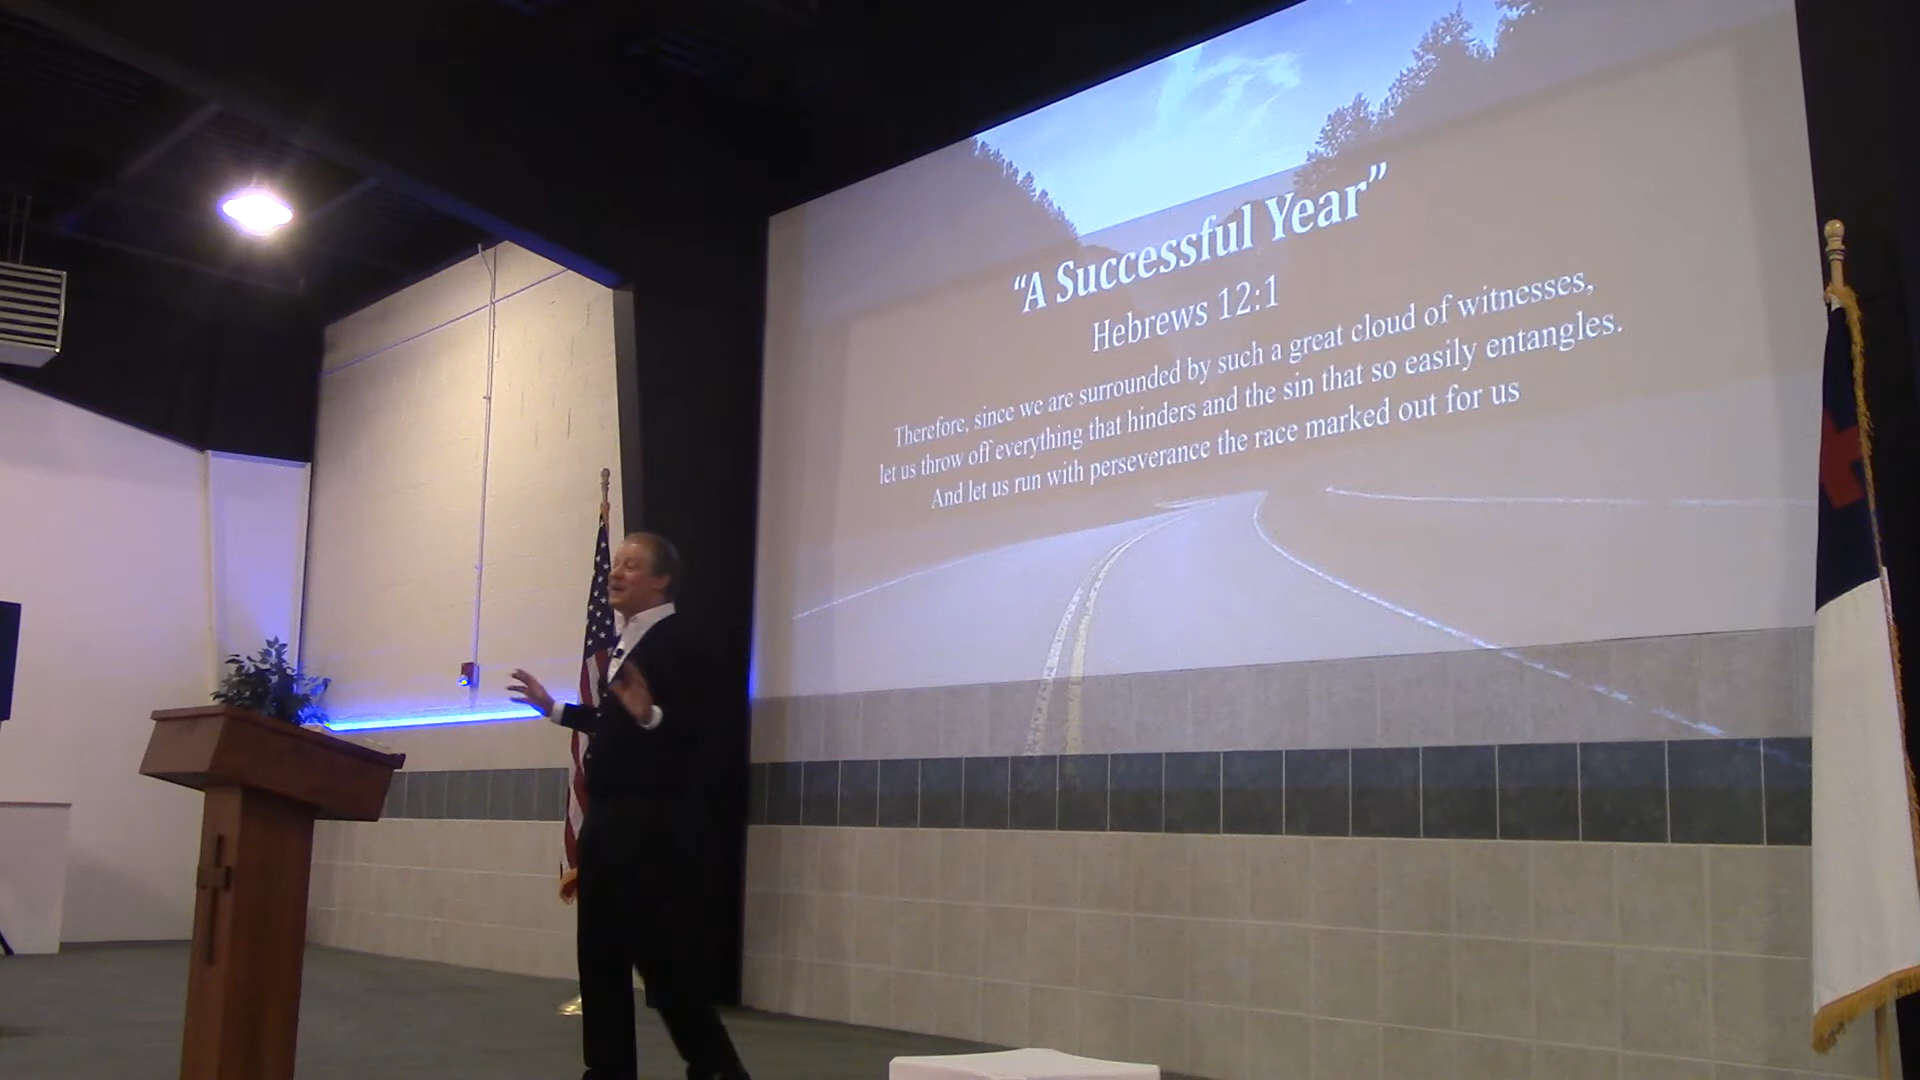 “A Successful Year”
Hebrews 12:1
Therefore, since we are surrounded by such a great cloud of witnesses,
let us throw off everything that hinders and the sin that so easily entangles.
And let us run with perseverance the race marked out for us